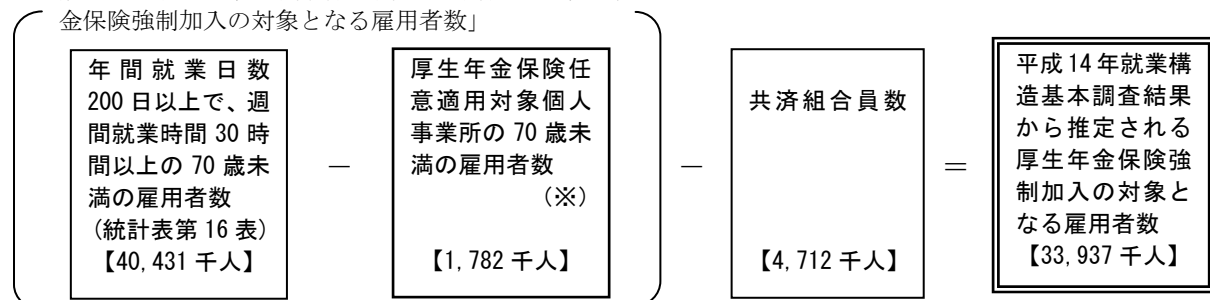 金保険強制加入の対象となる雇用者数」
年間就業日数
200日以上で、週
間就業時間30時
間以上の70歳未
満の雇用者数
(統計表第16表)
【40,431千人】
－
厚生年金保険任
意適用対象個人
事業所の70歳未
満の雇用者数
(※)
【1,782千人】
－
共済組合員数
【4,712千人】
＝
平成14年就業構
造基本調査結果
から推定される
厚生年金保険強
制加入の対象と
なる雇用者数
【33,937千人】